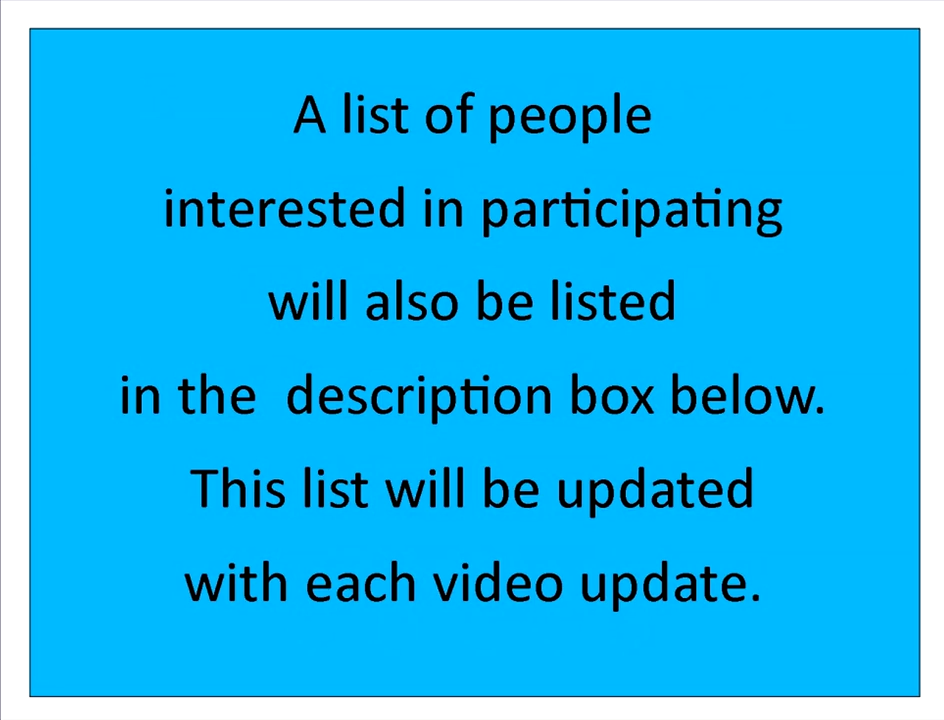 A list of people
interested in participating
will also be listed
in the  description box below.
This list will be updated
with each video update.